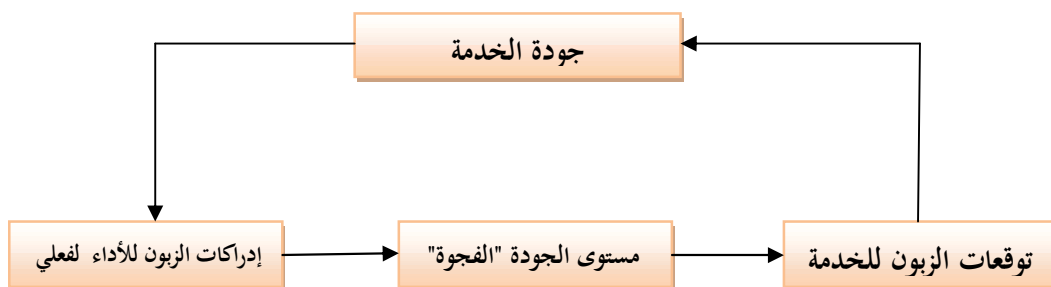 جودة الخدمة
توقعات الزبون للخدمة
مستوى الجودة "الفجوة"
إدراكات الزبون للأداء لفعلي